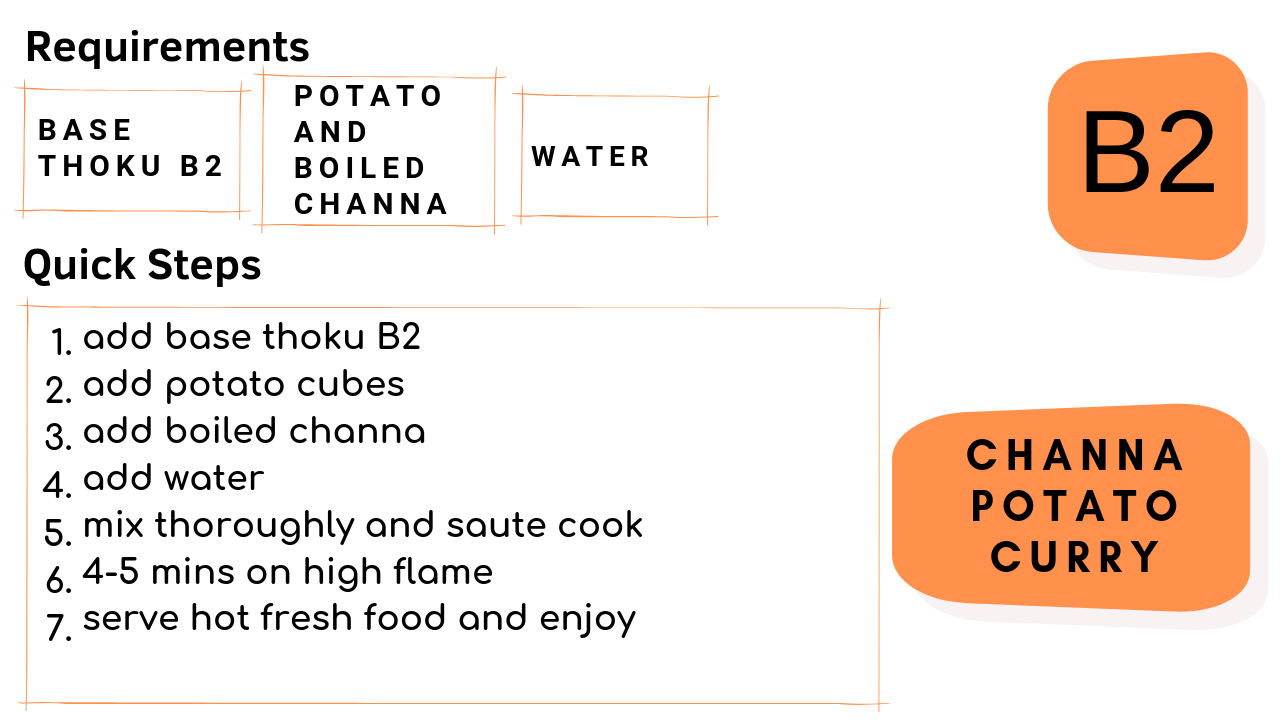 Requirements
BASE
THOKU B2
POTATO
AND
BOILED
CHANNA
WATER
B2
Quick Steps
1. add base thoku B2
2. add potato cubes
3. add boiled channa
4. add water
5. mix thoroughly and saute cook
6. 4-5 mins on high flame
7. serve hot fresh food and enjoy
CHANNA
POTATO
CURRY